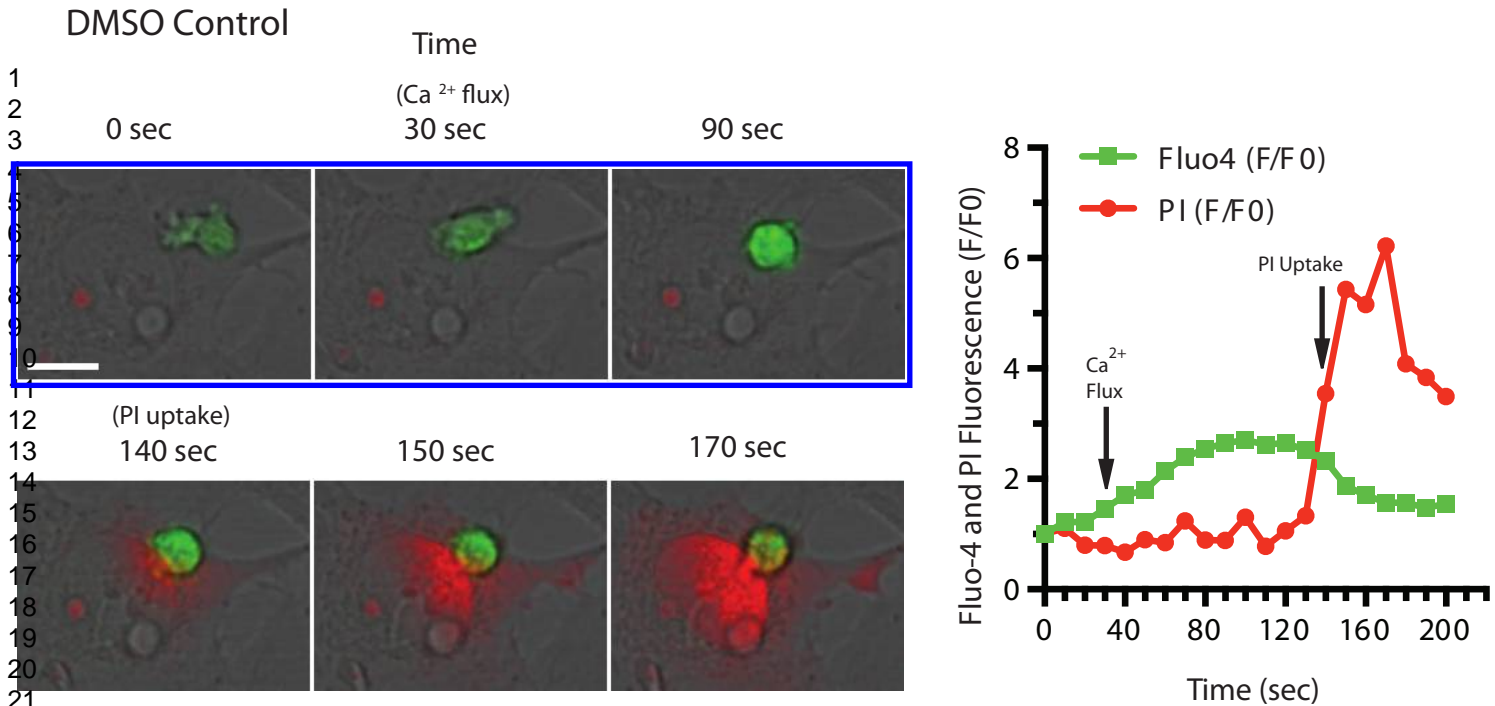 DMSO Control
Time
(Ca 2+ flux)
0 sec
30 sec
90 sec
(PI uptake)
140 sec
150 sec
170 sec
1
2
3
4
5
6
7
8
9
10
11
12
13
14
15
16
17
18
19
20
21
Fluo4 (F/F0)
PI (F/F0)
PI Uptake
Ca2+
Flux
Fluo-4 and PI Fluorescence (F/F0)
8
6
4
2
0
0 40 80 120 160 200
Time (sec)